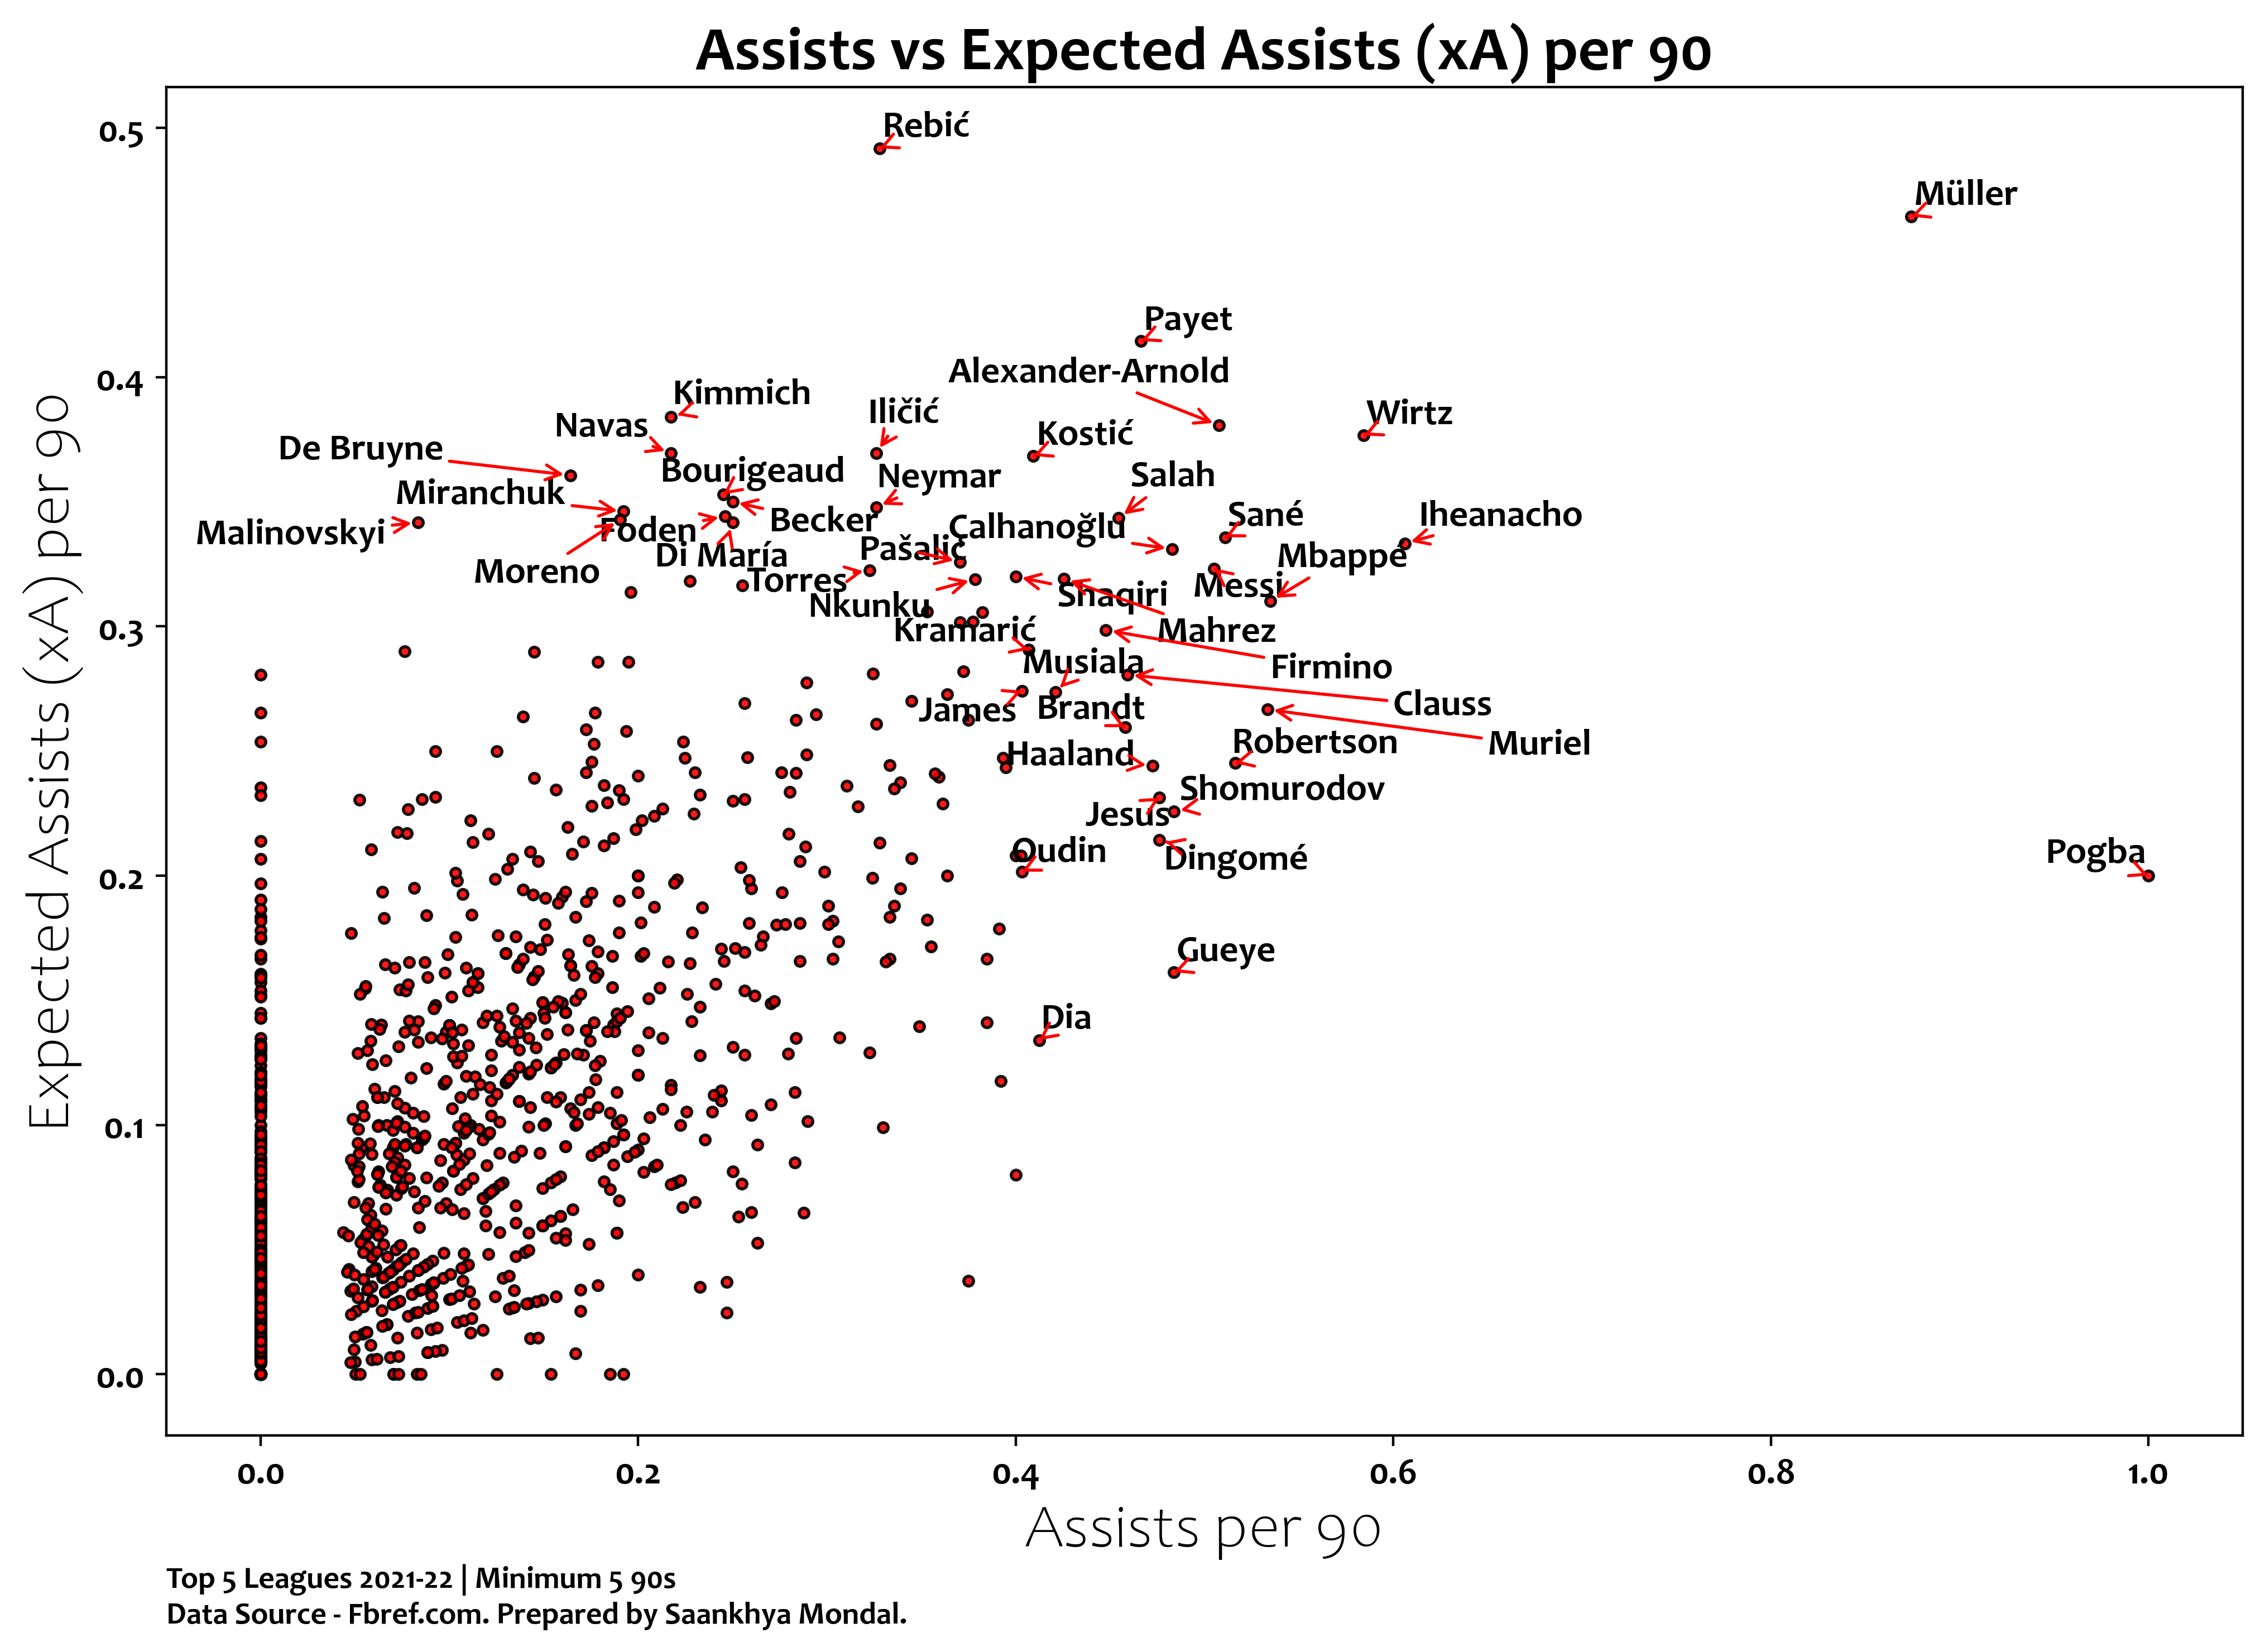 Assists vs Expected Assists (xA) per 90
Expected Assists (xA) per 90
0.5
0.4
0.3
0.2
0.1
0.0
Rebić
Müller
Payet
Alexander-Arnold
Kimmich
Iličić
Wirtz
Navas
Kostić
De Bruyne
Bourigeaud
Neymar
Salah
Miranchuk
Malinovskyi
Foden
Becker
Calhanoğlu
Sané
Iheanacho
Moreno
Di María
Pašalić
Mbappé
Torres
Messi
Nkunku
Shaqiri
Kramarić
Mahrez
Musiala
Firmino
James
Brandt
Clauss
Haaland
Robertson
Muriel
Jesus
Shomurodov
Oudin
Dingomé
Pogba
Gueye
Dia
0.0
0.2
0.4
0.6
0.8
1.0
Assists per 90
Top 5 Leagues 2021-22 | Minimum 5 90s
Data Source - Fbref.com. Prepared by Saankhya Mondal.